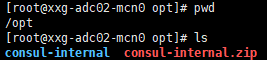 [root@xxg-adc02-mcn0 opt]# pwd
/opt
[root@xxg-adc02-mcn0 opt]# ls
consul-internal  consul-internal.zip